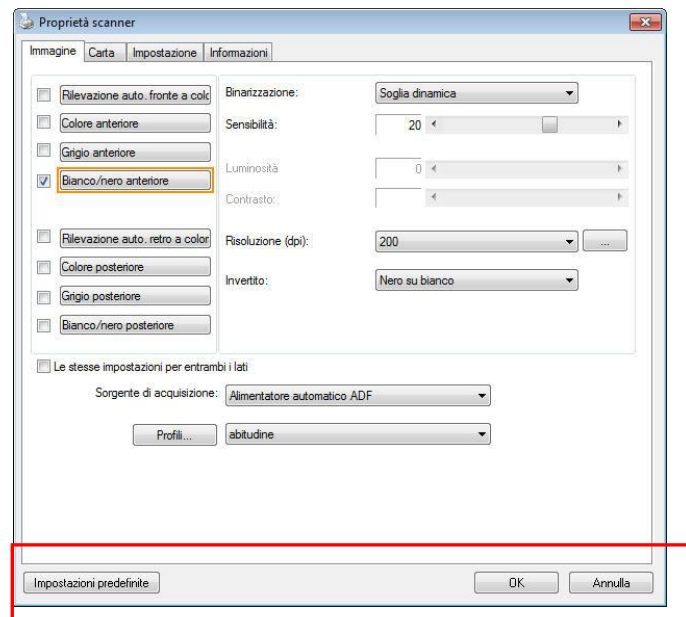 Proprietà scanner
Immagine Carta Impostazione Informazioni
Rilevazione auto. fronte a colo
Binarizzazione: Soglia dinamica
Colore anteriore
Sensibilità: 20
Grigio anteriore
Luminosità 0
Bianco/nero anteriore
Contrasto:
Rilevazione auto. retro a color
Risoluzione (dpi): 200 ...
Colore posteriore
Invertito: Nero su bianco
Grigio posteriore
Bianco/nero posteriore
Le stesse impostazioni per entrambi i lati
Sorgente di acquisizione: Alimentatore automatico ADF
Profili... abitudine
Impostazioni predefinite OK Annulla